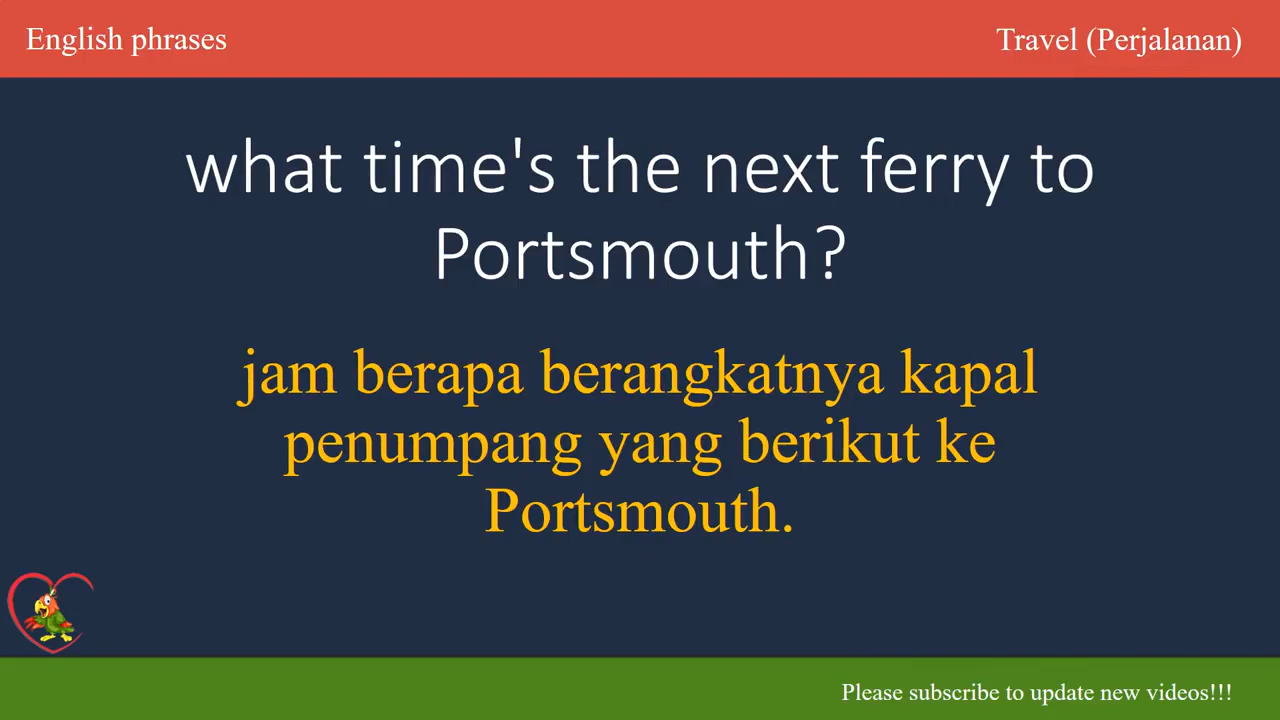 English phrases
Travel (Perjalanan)
what time's the next ferry to
Portsmouth?
jam berapa berangkatnya kapal
penumpang yang berikut ke
Portsmouth.
Please subscribe to update new videos!!!